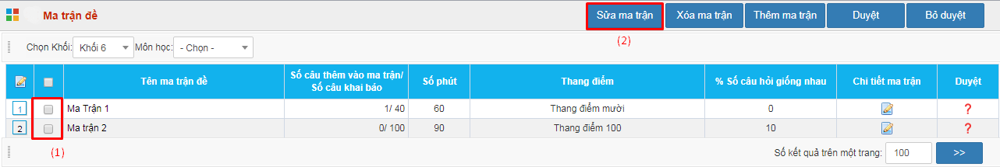 Ma trận đề
Sửa ma trận Xóa ma trận Thêm ma trận Duyệt Bỏ duyệt
(2)
Chọn Khối: Khối 6 Môn học: - Chọn -
Tên ma trận đề Số câu thêm vào ma trận/ Số câu khai báo Số phút Thang điểm % Số câu hỏi giống nhau Chi tiết ma trận Duyệt
1 Ma Trận 1 1/ 40 60 Thang điểm mười 0 ?
2 Ma trận 2 0/ 100 90 Thang điểm 100 10 ?
(1)
Số kết quả trên một trang: 100 >>